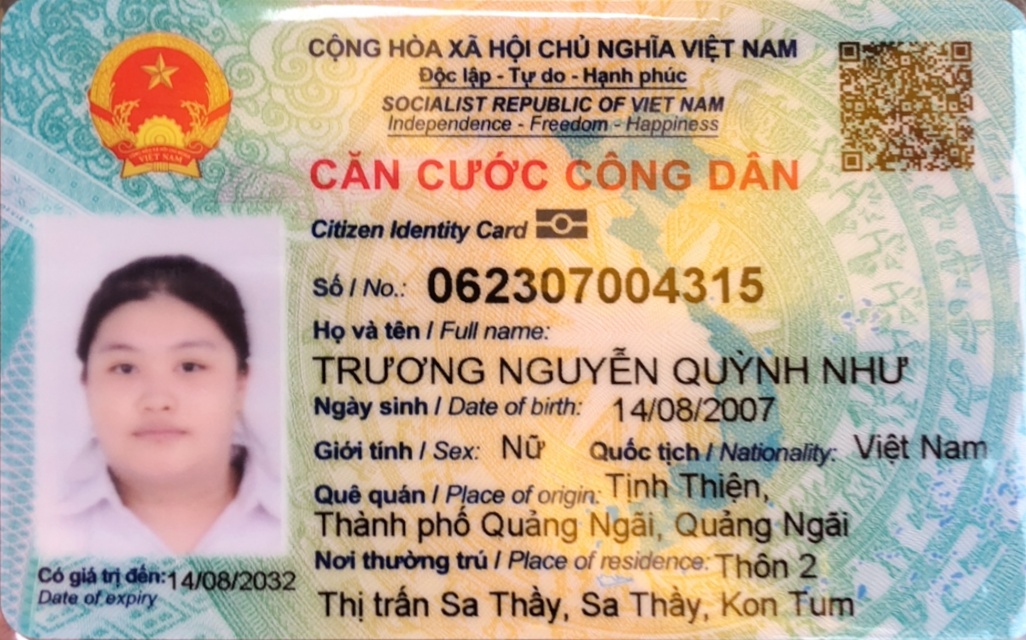 CỘNG HÒA XÃ HỘI CHỦ NGHĨA VIỆT NAM
Độc lập - Tự do - Hạnh phúc
SOCIALIST REPUBLIC OF VIET NAM
Independence - Freedom - Happiness
VIỆT NAM
CĂN CƯỚC CÔNG DÂN
Citizen Identity Card
Số / No.: 062307004315
Họ và tên / Full name:
TRƯƠNG NGUYỄN QUỲNH NHƯ
Ngày sinh / Date of birth: 14/08/2007
Giới tính / Sex: Nữ Quốc tịch / Nationality: Việt Nam
Quê quán / Place of origin: Tịnh Thiện,
Thành phố Quảng Ngãi, Quảng Ngãi
Nơi thường trú / Place of residence: Thôn 2
Thị trấn Sa Thầy, Sa Thầy, Kon Tum
Có giá trị đến: 14/08/2032
Date of expiry